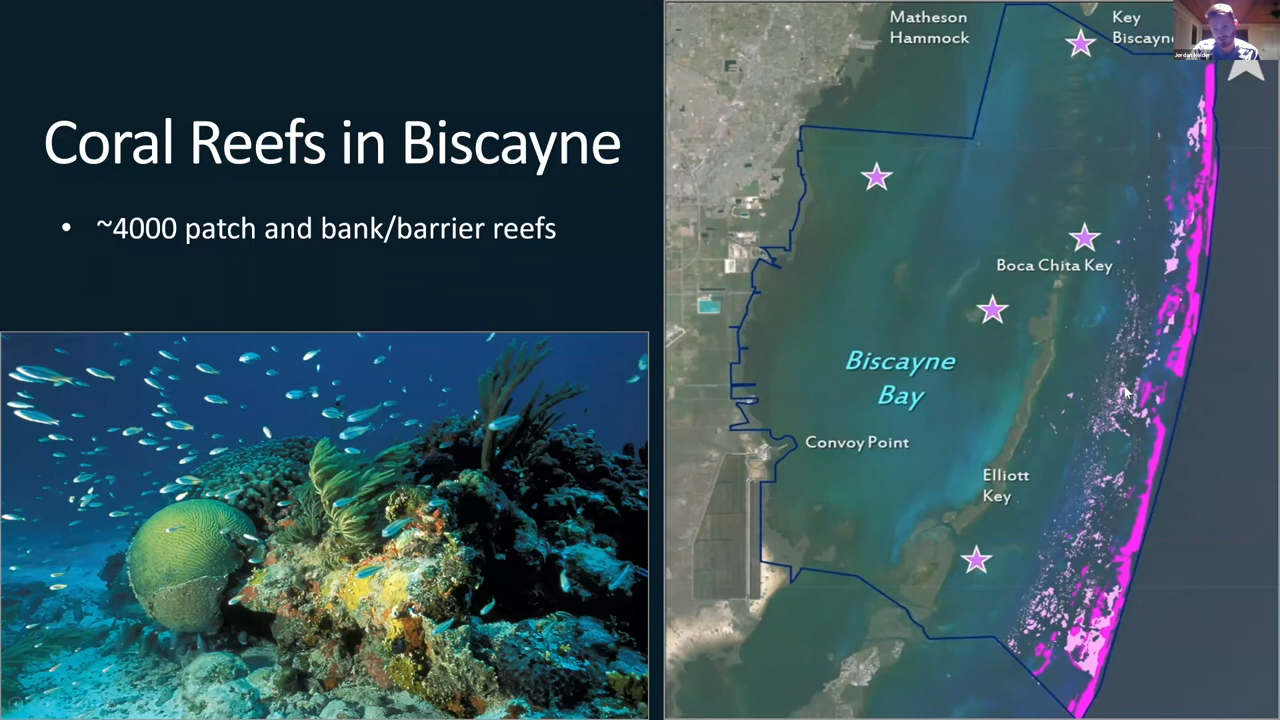 Coral Reefs in Biscayne
• ~4000 patch and bank/barrier reefs
Matheson
Hammock
Key
Biscayne
Boca Chita Key
Biscayne
Bay
Convoy Point
Elliott
Key